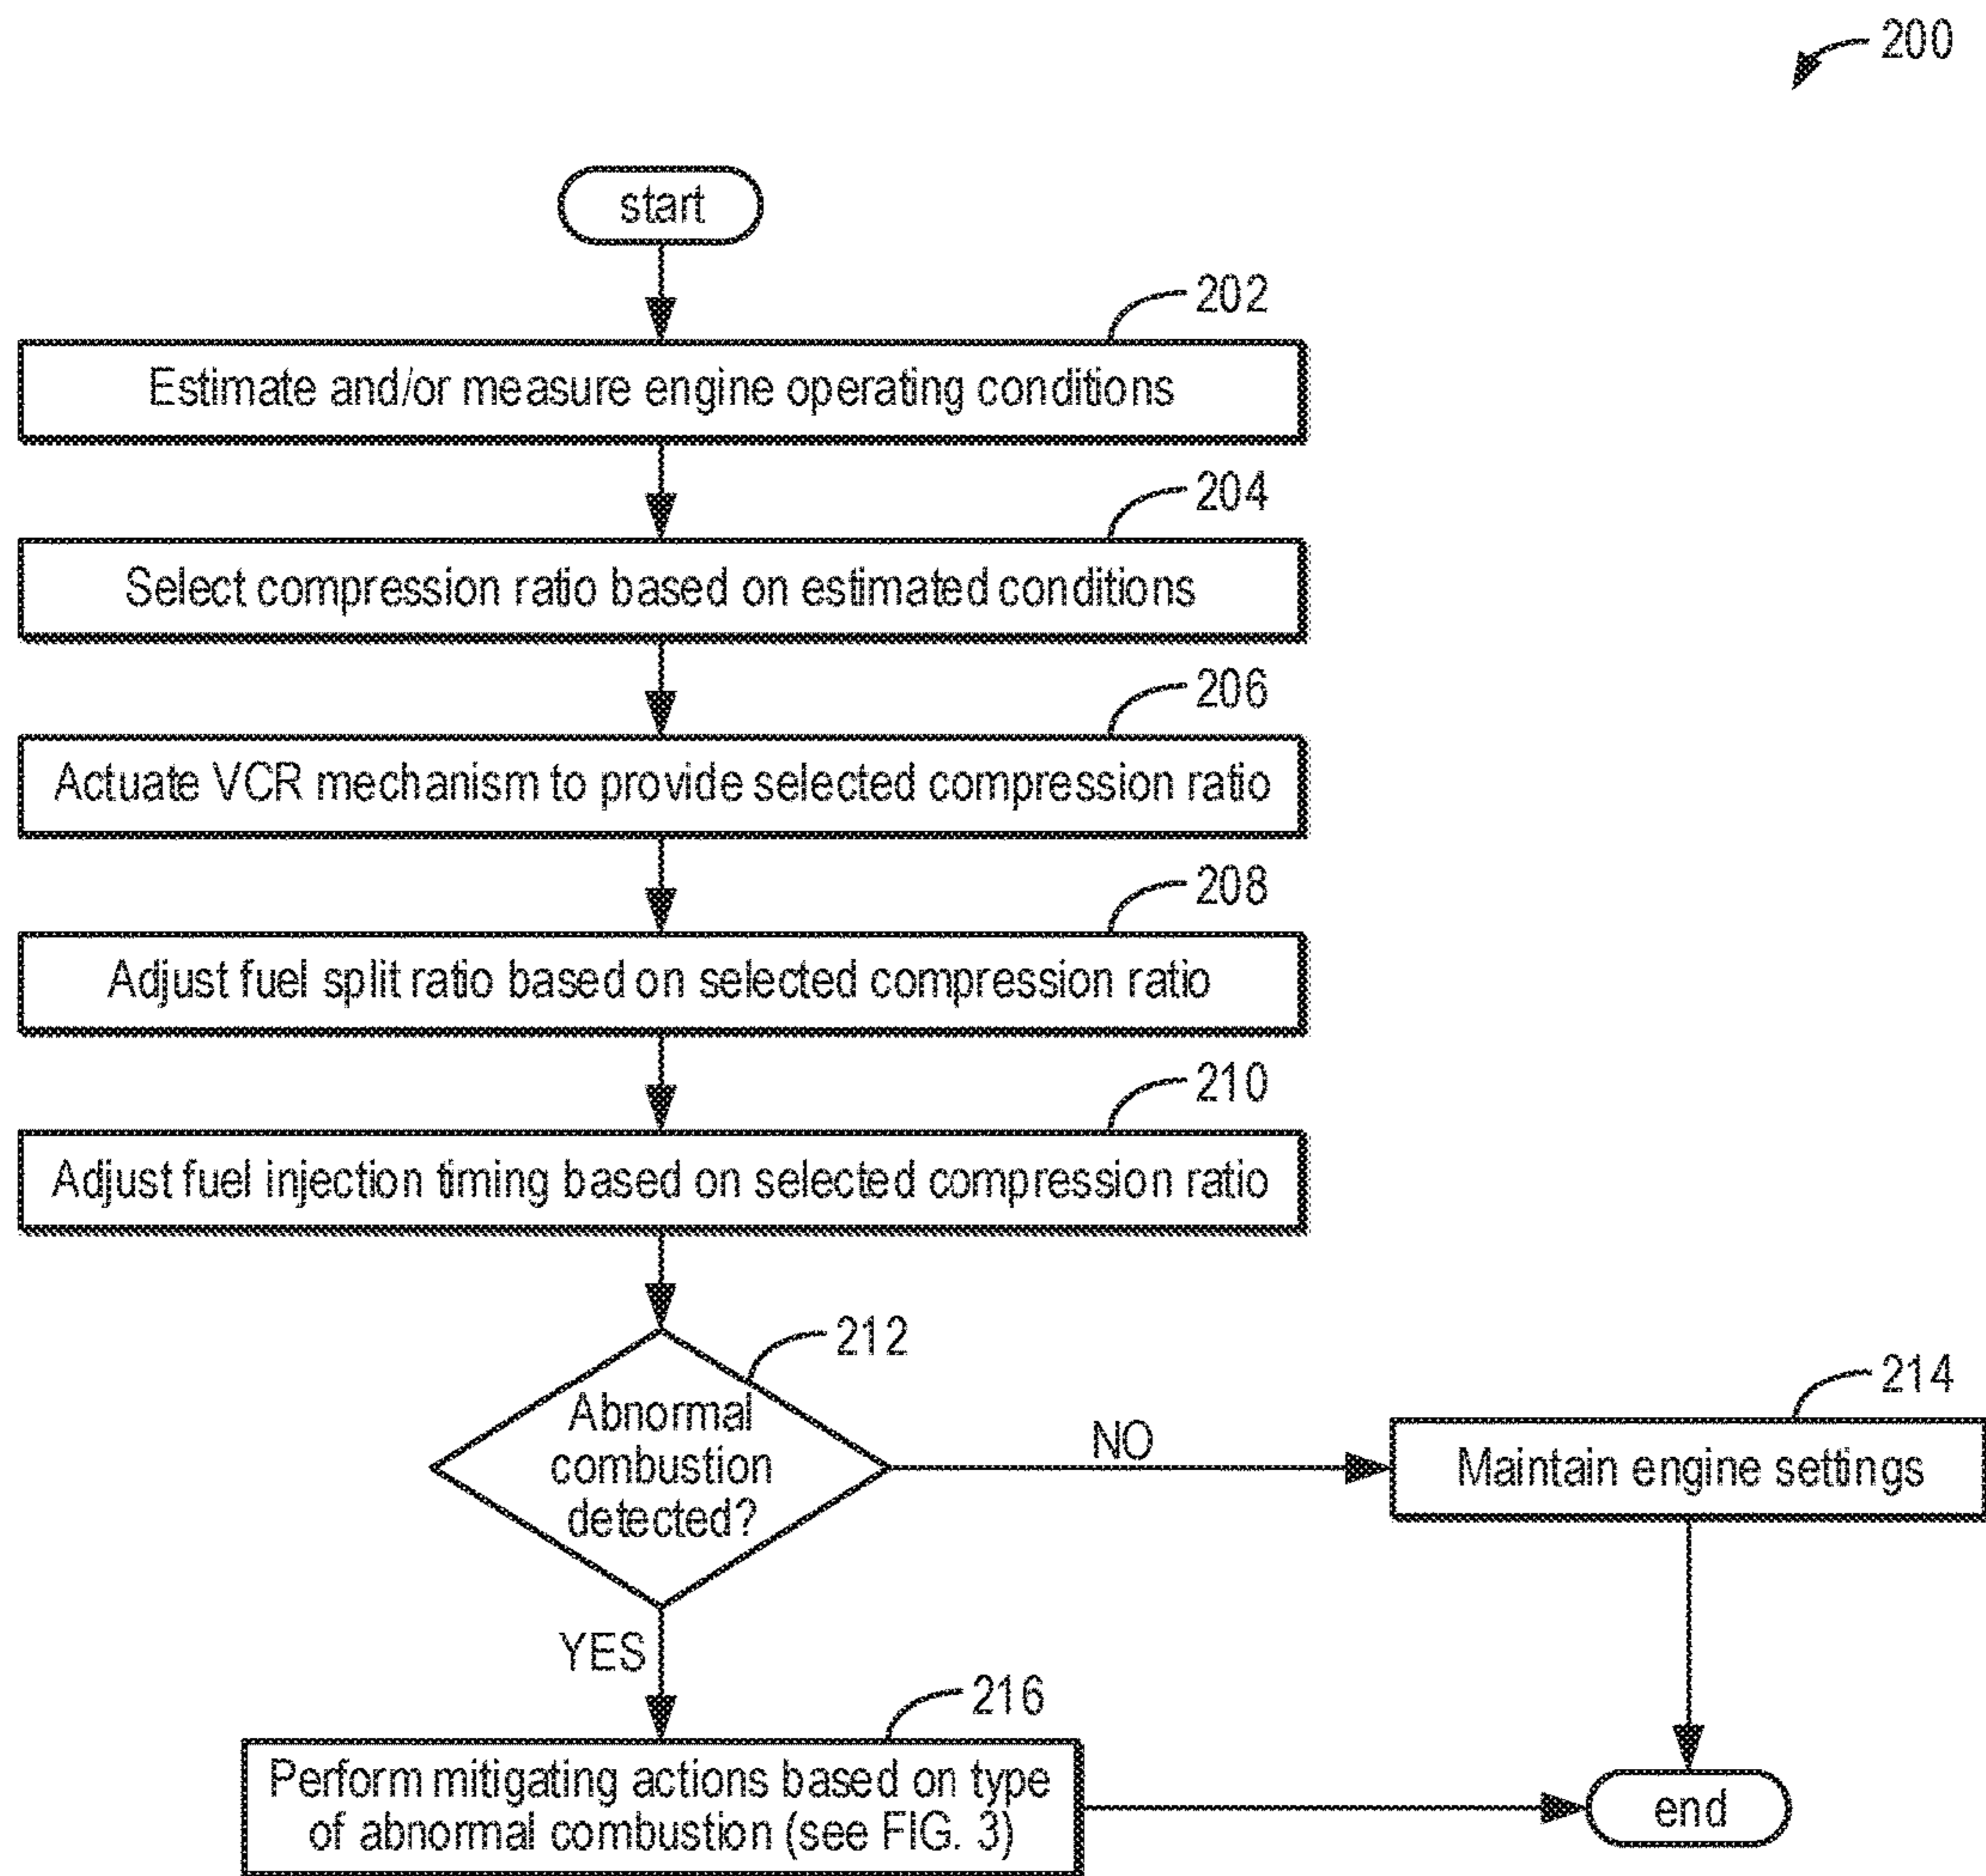 200
start
202
Estimate and/or measure engine operating conditions
204
Select compression ratio based on estimated conditions
206
Actuate VCR mechanism to provide selected compression ratio
208
Adjust fuel split ratio based on selected compression ratio
210
Adjust fuel injection timing based on selected compression ratio
212
Abnormal
combustion
detected?
NO
214
Maintain engine settings
YES
216
Perform mitigating actions based on type
of abnormal combustion (see FIG. 3)
end